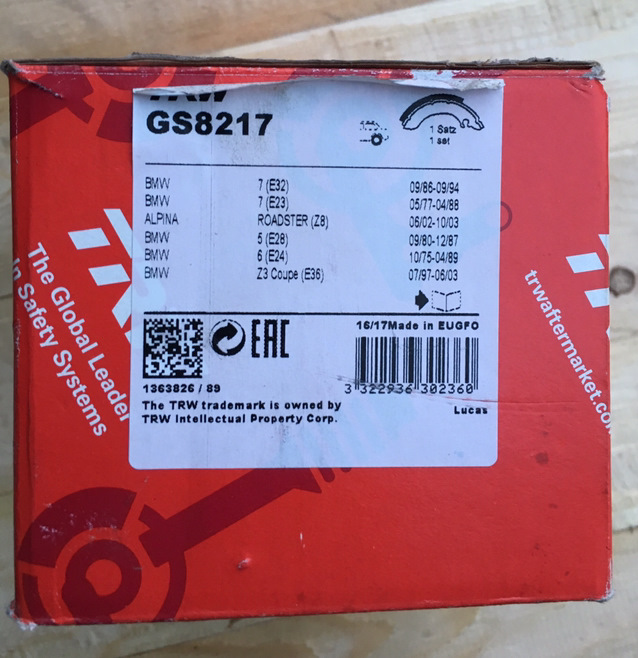 TRW
GS8217
1 Satz
1 set
BMW 7 (E32) 09/86-09/94
BMW 7 (E23) 05/77-04/88
ALPINA ROADSTER (Z8) 06/02-10/03
BMW 5 (E28) 09/80-12/87
BMW 6 (E24) 10/75-04/89
BMW Z3 Coupe (E36) 07/97-06/03
16/17Made in EUGFO
EAC
1363826 / 89
3 322936 302360
The TRW trademark is owned by
TRW Intellectual Property Corp.
Lucas
The Global Leader
in Safety Systems
trwaftermarket.co